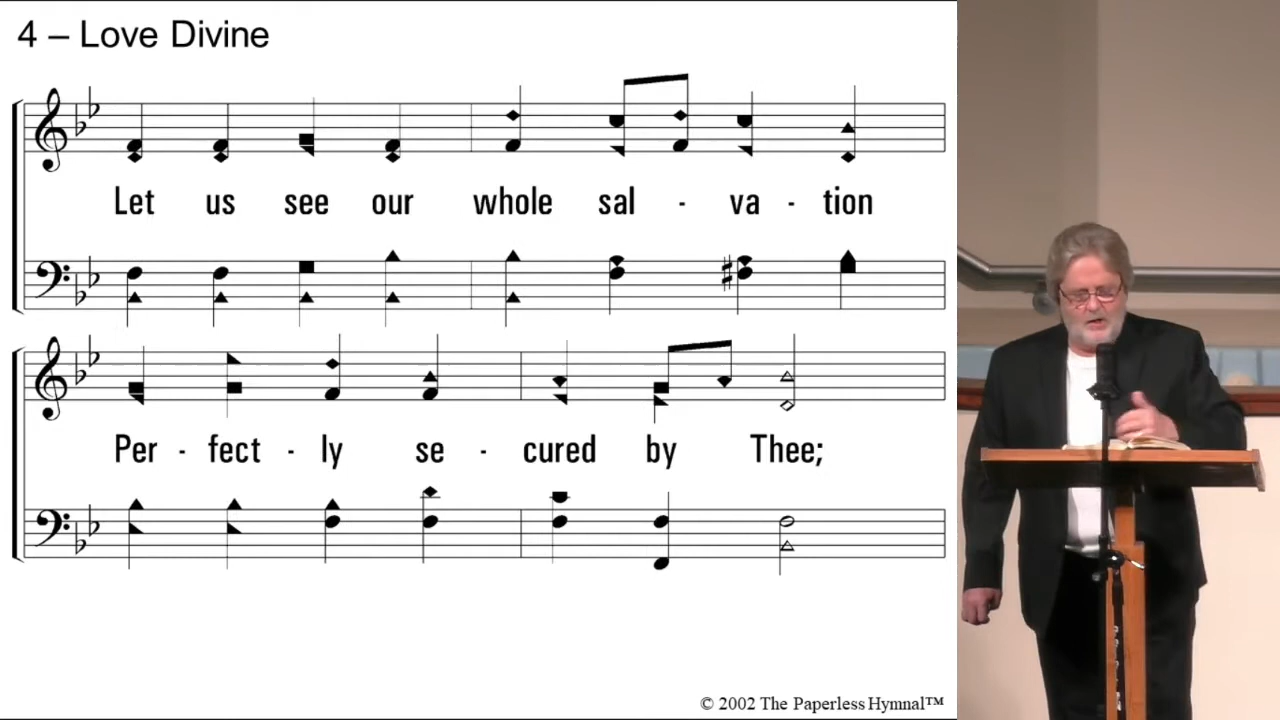 4 – Love Divine
Let us see our whole sal - va - tion
Per - fect - ly se - cured by Thee;
© 2002 The Paperless Hymnal™